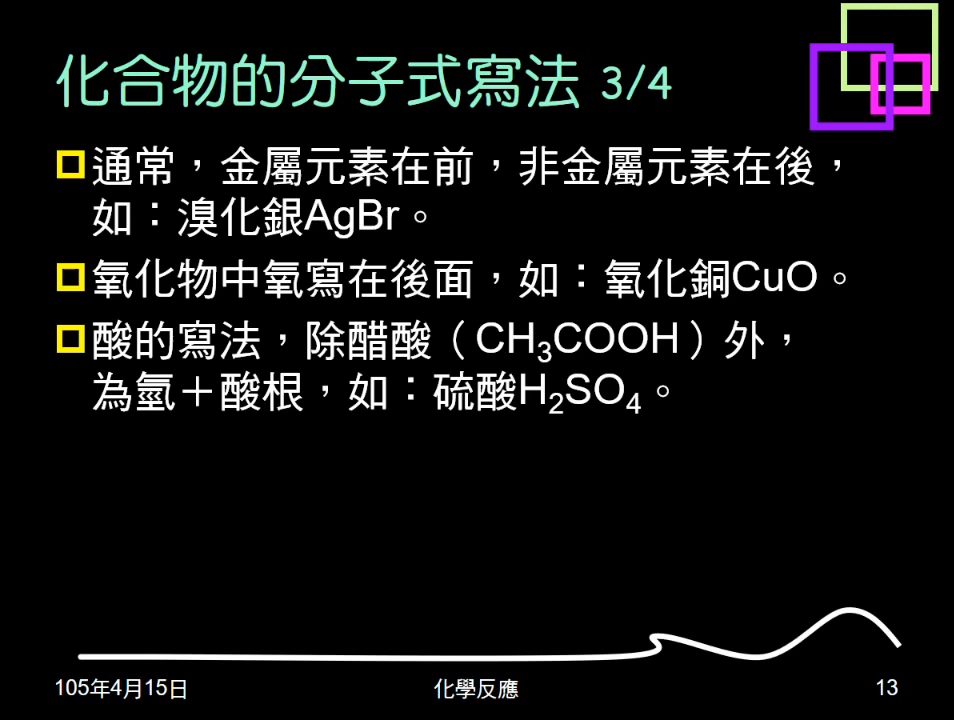 化合物的分子式寫法 3/4
通常，金屬元素在前，非金屬元素在後，
如：溴化銀AgBr。
氧化物中氧寫在後面，如：氧化銅CuO。
酸的寫法，除醋酸（CH₃COOH）外，
為氫＋酸根，如：硫酸H₂SO₄。
105年4月15日
化學反應
13